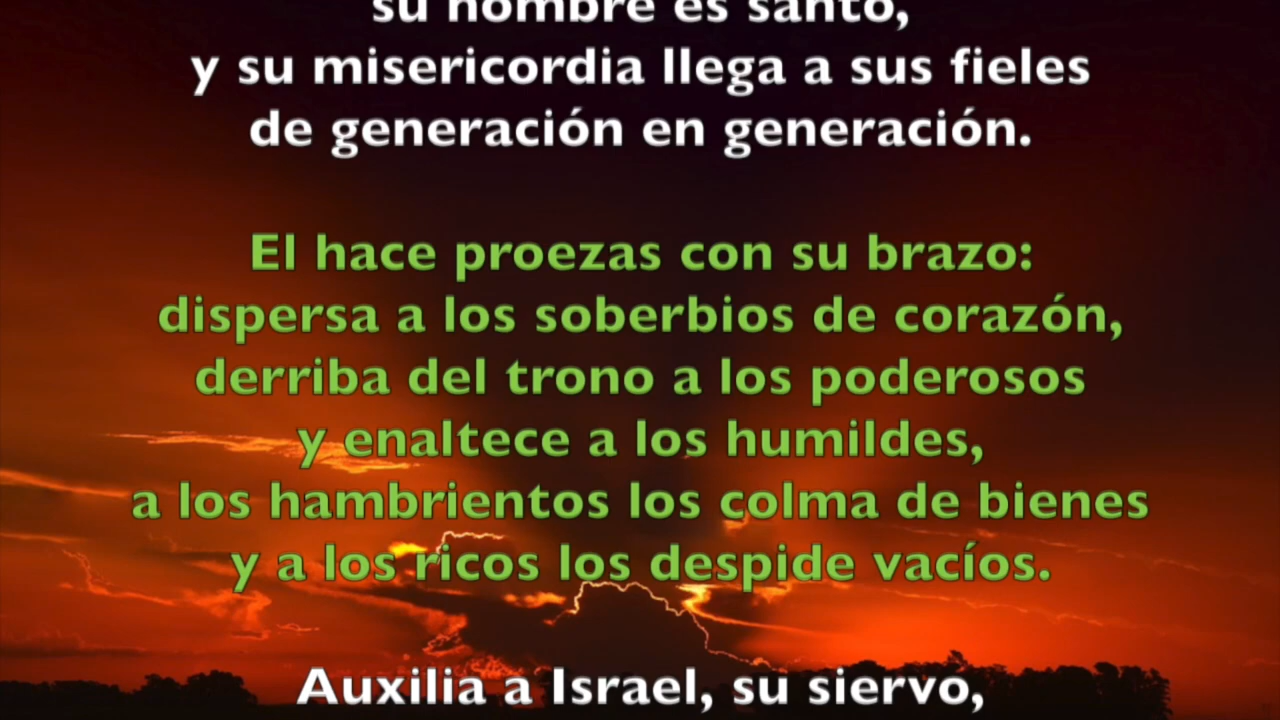 su nombre es santo,
y su misericordia llega a sus fieles
de generación en generación.
El hace proezas con su brazo:
dispersa a los soberbios de corazón,
derriba del trono a los poderosos
y enaltece a los humildes,
a los hambrientos los colma de bienes
y a los ricos los despide vacíos.
Auxilia a Israel, su siervo,